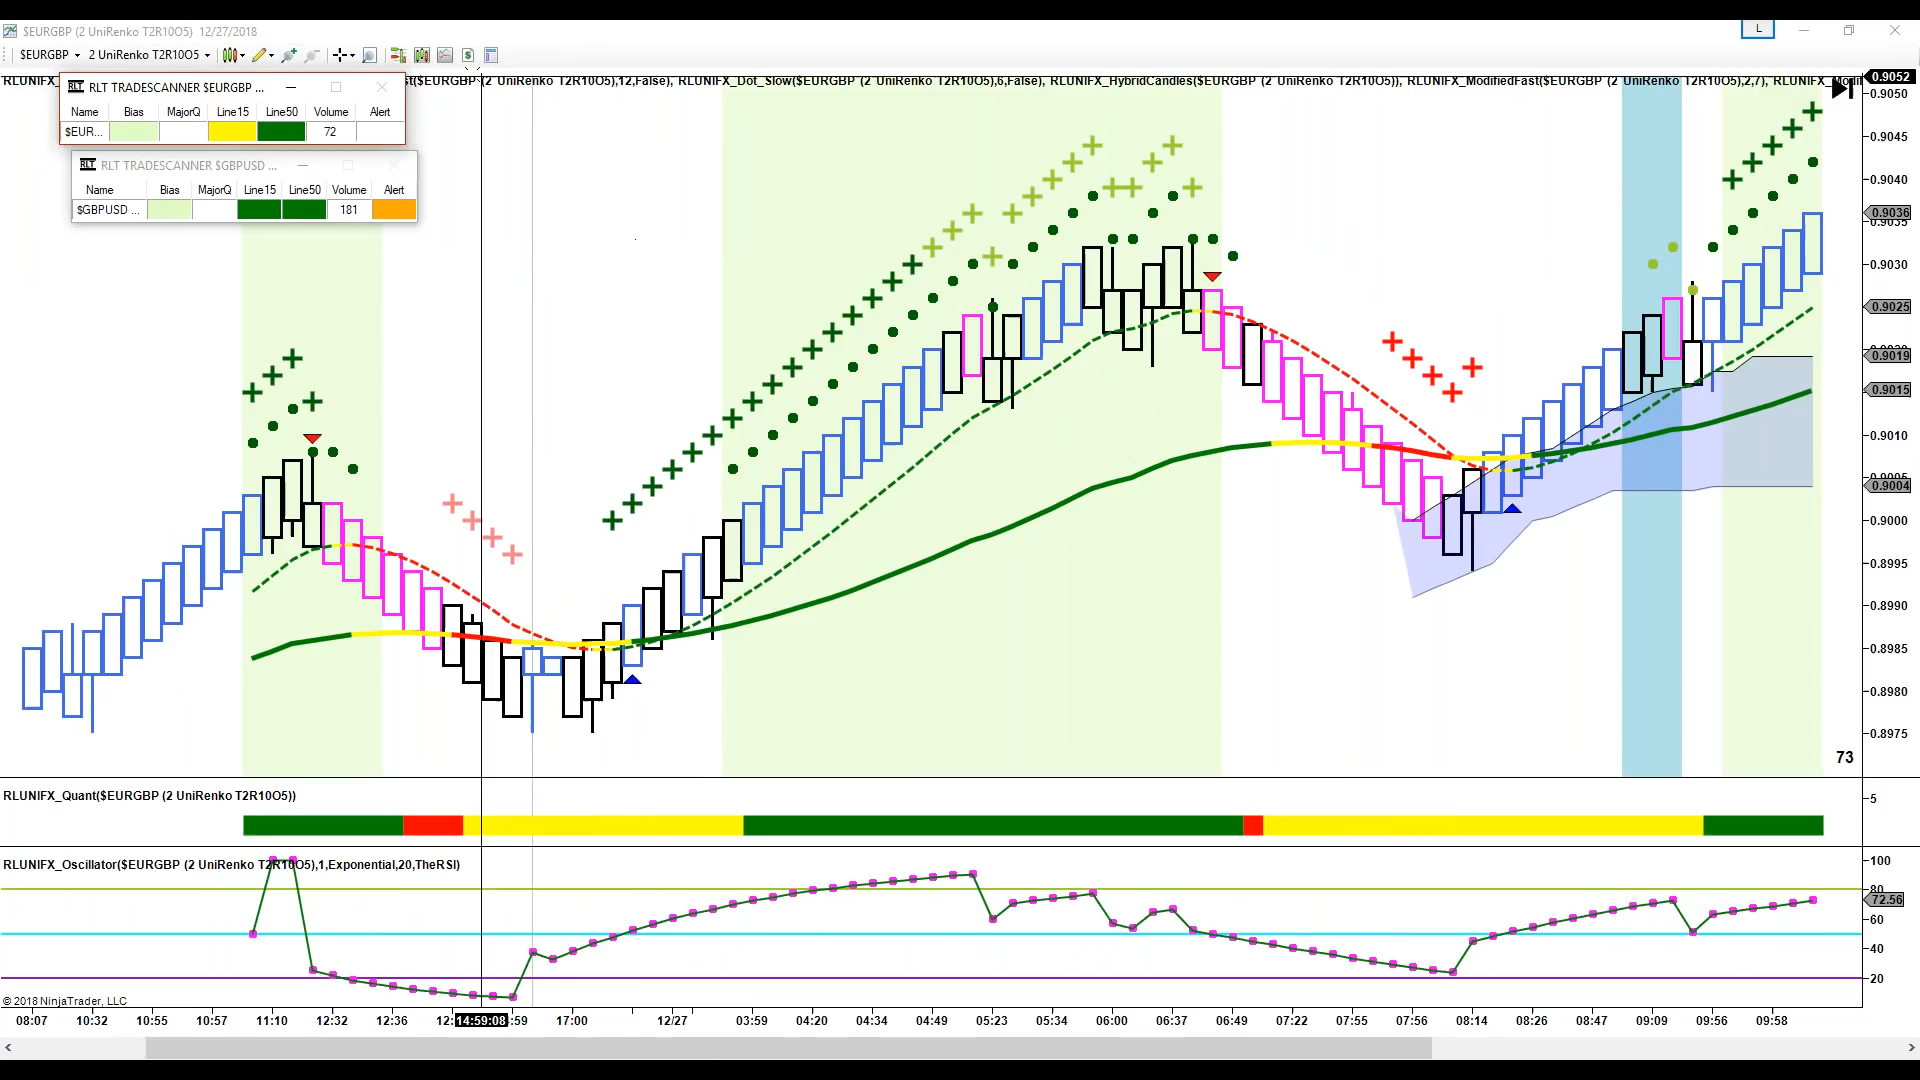 $EURGBP (2 UniRenko T2R10O5)  12/27/2018
L
$EURGBP 2 UniRenko T2R10O5
RLUNIFX_ st($EURGBP (2 UniRenko T2R10O5),12,False), RLUNIFX_Dot_Slow($EURGBP (2 UniRenko T2R10O5),6,False), RLUNIFX_HybridCandles($EURGBP (2 UniRenko T2R10O5)), RLUNIFX_ModifiedFast($EURGBP (2 UniRenko T2R10O5),2,7), RLUNIFX_Modif
RLT RLT TRADESCANNER $EURGBP ...
Name Bias MajorQ Line15 Line50 Volume Alert
$EUR... 72
RLT RLT TRADESCANNER $GBPUSD ...
Name Bias MajorQ Line15 Line50 Volume Alert
$GBPUSD ... 181
0.9052
0.9050
0.9045
0.9040
0.9036
0.9035
0.9030
0.9025
0.9019
0.9015
0.9010
0.9005
0.9004
0.9000
0.8995
0.8990
0.8985
0.8980
0.8975
73
RLUNIFX_Quant($EURGBP (2 UniRenko T2R10O5))
5
RLUNIFX_Oscillator($EURGBP (2 UniRenko T2R10O5),1,Exponential,20,TheRSI)
100
80
72.56
60
40
20
© 2018 NinjaTrader, LLC
08:07 10:32 10:55 10:57 11:10 12:32 12:36 12: 14:59:08 :59 17:00 12/27 03:59 04:20 04:34 04:49 05:23 05:34 06:00 06:37 06:49 07:22 07:55 07:56 08:14 08:26 08:47 09:09 09:56 09:58